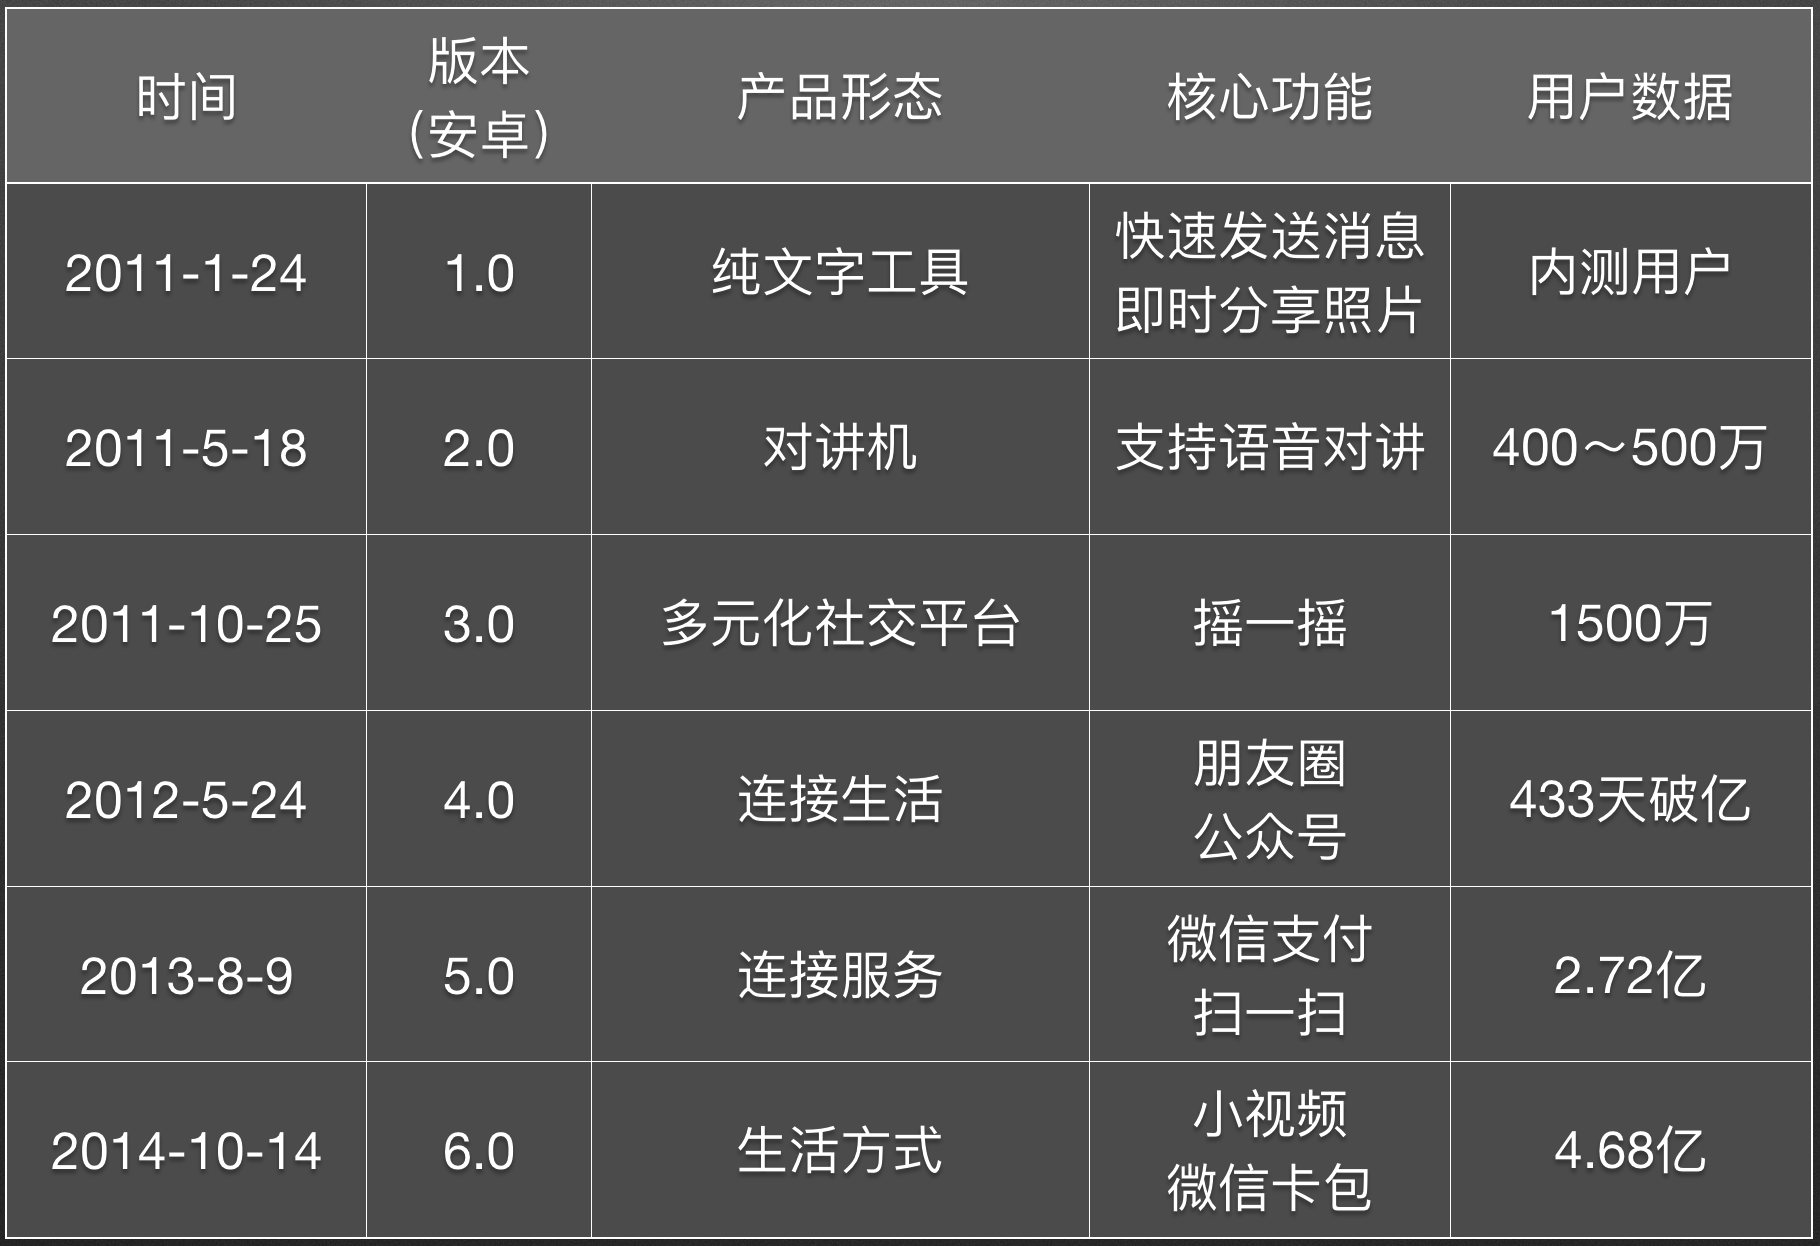 时间
版本
(安卓)
产品形态
核心功能
用户数据
2011-1-24
1.0
纯文字工具
快速发送消息
即时分享照片
内测用户
2011-5-18
2.0
对讲机
支持语音对讲
400～500万
2011-10-25
3.0
多元化社交平台
摇一摇
1500万
2012-5-24
4.0
连接生活
朋友圈
公众号
433天破亿
2013-8-9
5.0
连接服务
微信支付
扫一扫
2.72亿
2014-10-14
6.0
生活方式
小视频
微信卡包
4.68亿